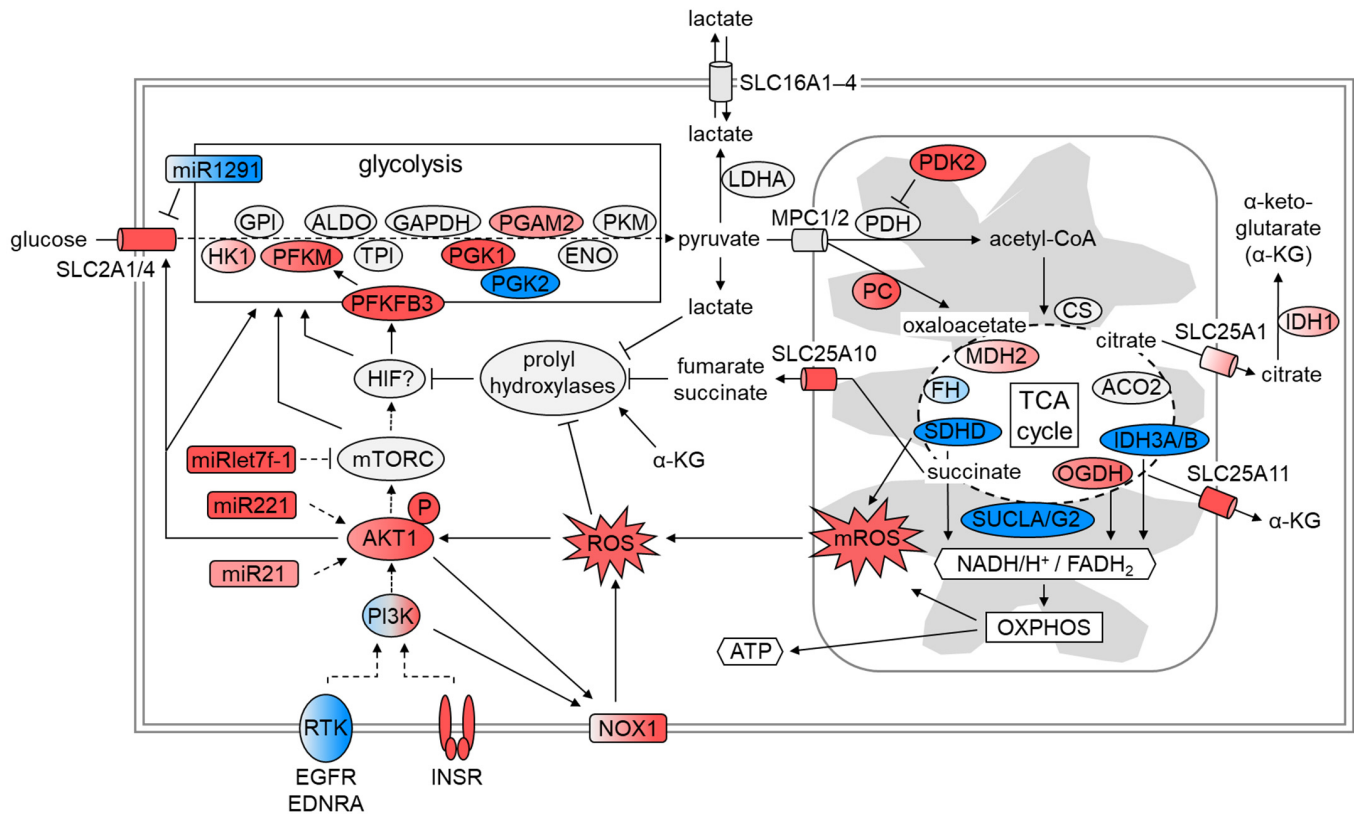 lactate
SLC16A1–4
lactate
miR1291
glycolysis
LDHA
PDK2
GPI
ALDO
GAPDH
PGAM2
PKM
MPC1/2
PDH
α-keto-
glutarate
(α-KG)
glucose
pyruvate
acetyl-CoA
SLC2A1/4
HK1
PFKM
TPI
PGK1
ENO
PGK2
PC
PFKFB3
lactate
CS
oxaloacetate
SLC25A1
IDH1
prolyl
hydroxylases
SLC25A10
MDH2
citrate
citrate
HIF?
fumarate
succinate
FH
TCA
cycle
ACO2
SDHD
IDH3A/B
miRlet7f-1
mTORC
α-KG
succinate
OGDH
SLC25A11
miR221
P
SUCLA/G2
α-KG
AKT1
ROS
mROS
miR21
NADH/H⁺ / FADH₂
PI3K
OXPHOS
ATP
RTK
NOX1
EGFR
EDNRA
INSR